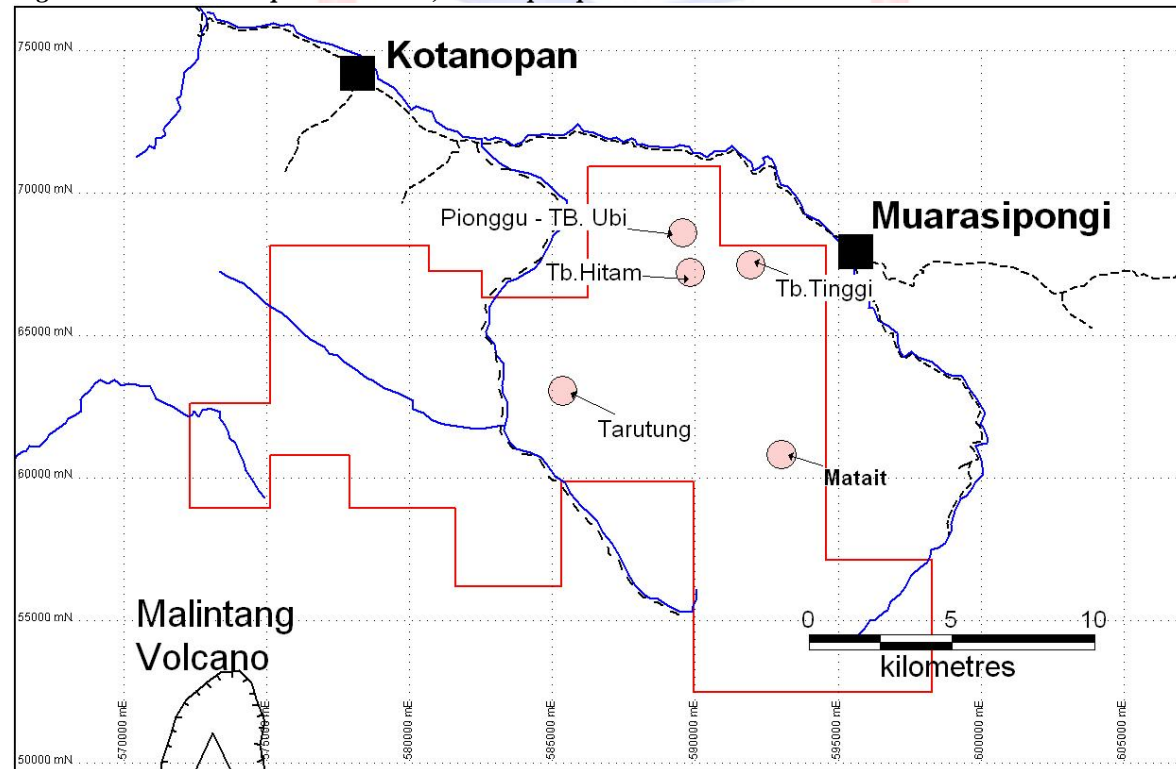 75000 mN
Kotanopan
70000 mN
Muarasipongi
Pionggu - TB. Ubi
Tb.Hitam
Tb.Tinggi
65000 mN
Tarutung
60000 mN
Matait
55000 mN
Malintang
Volcano
0 5 10
kilometres
50000 mN
570000 mE
575000 mE
580000 mE
585000 mE
590000 mE
595000 mE
600000 mE
605000 mE